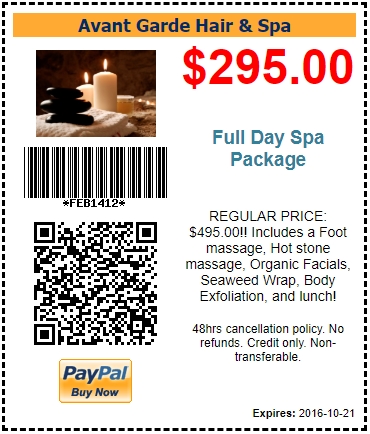 Avant Garde Hair & Spa
$295.00
Full Day Spa
Package
*FEB1412*
REGULAR PRICE:
$495.00!! Includes a Foot
massage, Hot stone
massage, Organic Facials,
Seaweed Wrap, Body
Exfoliation, and lunch!
48hrs cancellation policy. No
refunds. Credit only. Non-
transferable.
PayPal
Buy Now
Expires: 2016-10-21